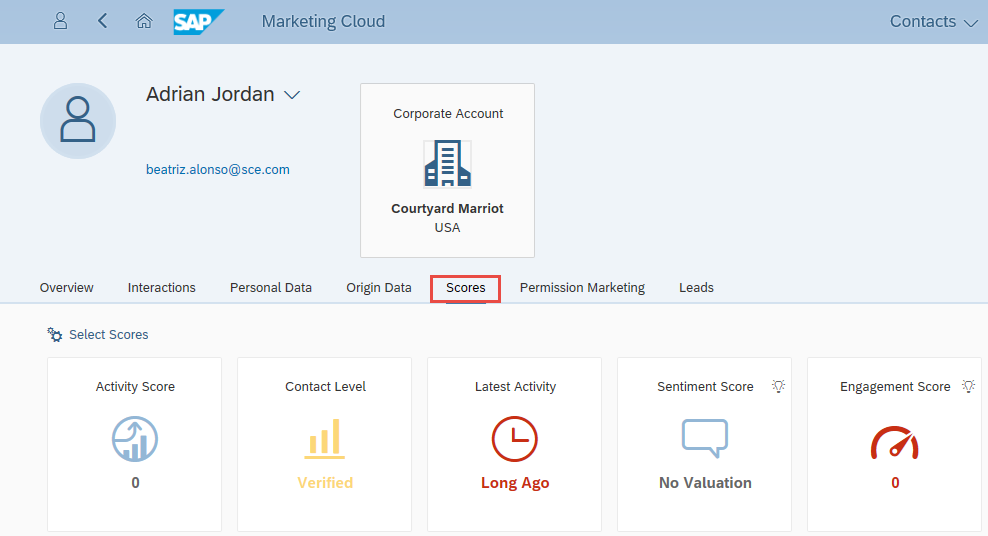 SAP Marketing Cloud Contacts
Adrian Jordan
beatriz.alonso@sce.com
Corporate Account
Courtyard Marriot
USA
Overview Interactions Personal Data Origin Data Scores Permission Marketing Leads
Select Scores
Activity Score
0
Contact Level
Verified
Latest Activity
Long Ago
Sentiment Score
No Valuation
Engagement Score
0